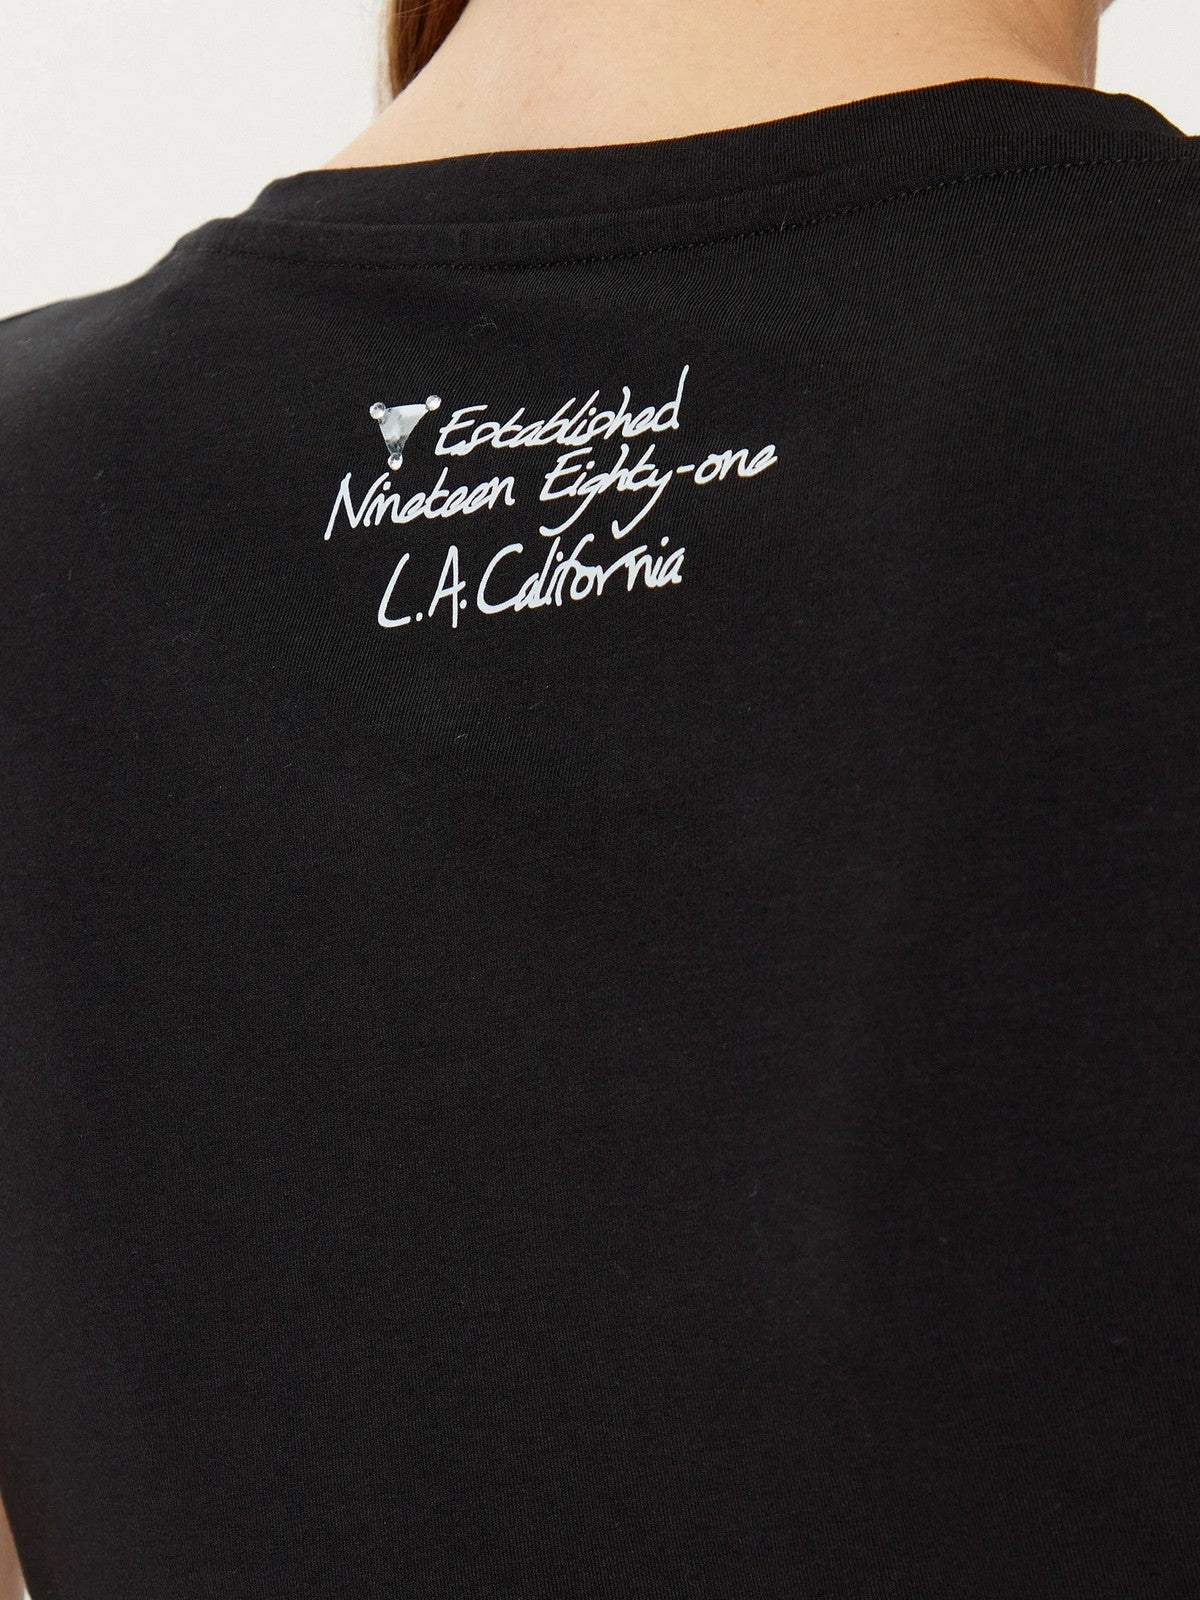 Established
Nineteen Eighty-one
L.A. California